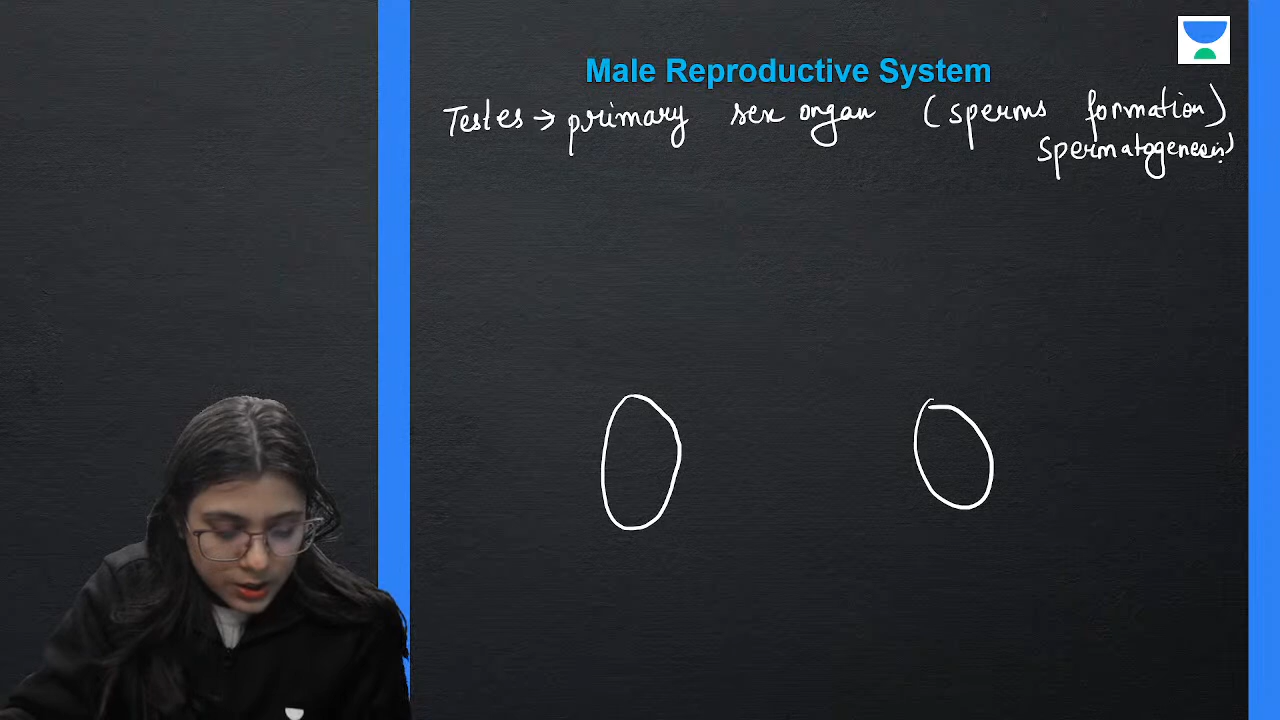 Male Reproductive System
Testes → primary sex organ (sperms formation)
spermatogenesis